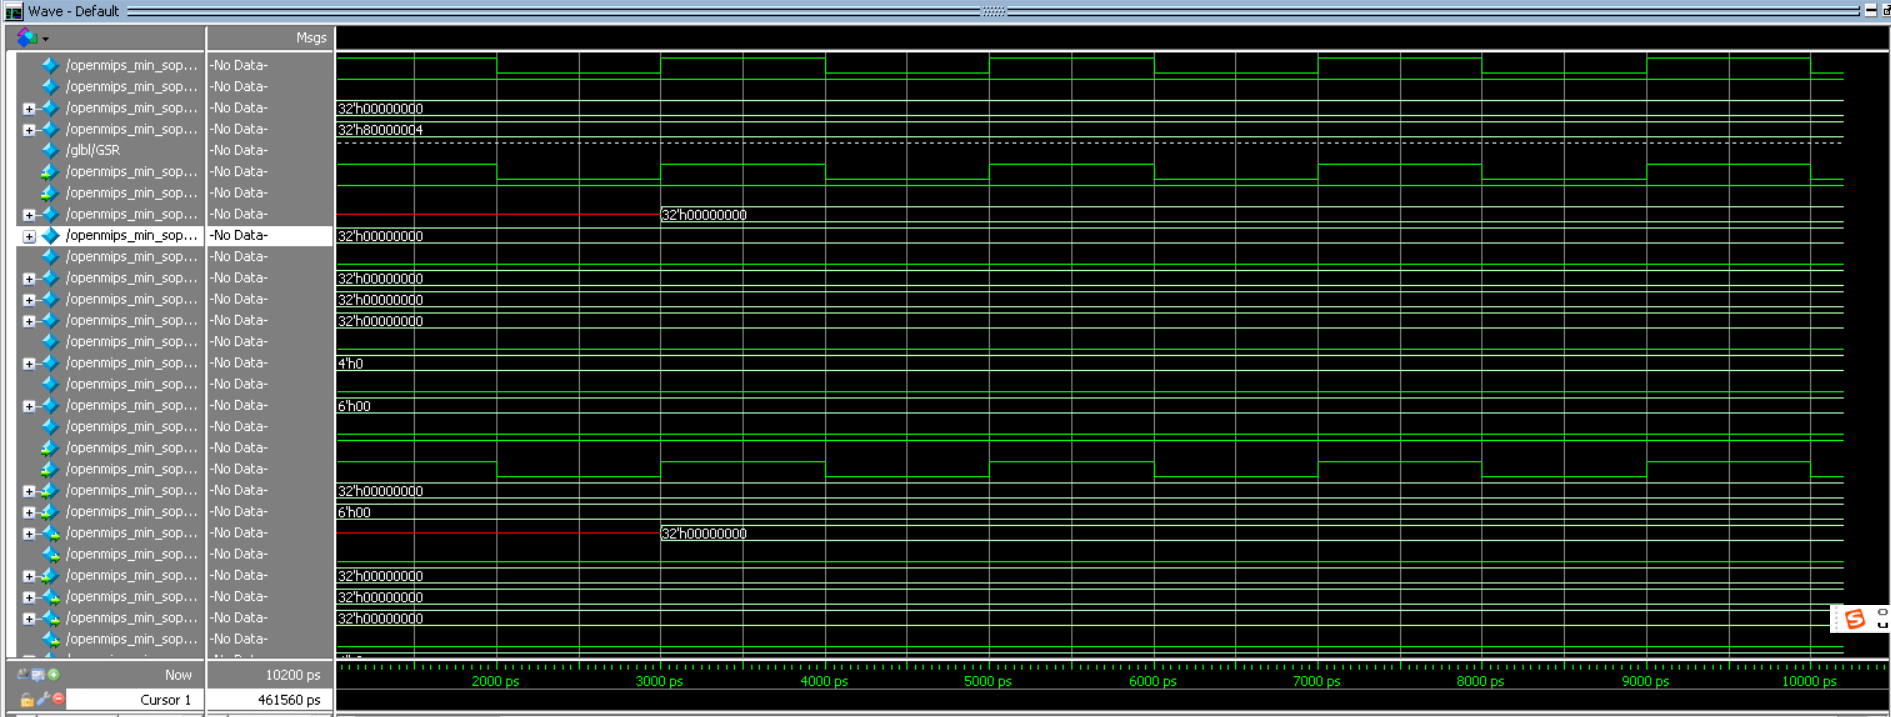 Wave - Default
Msgs
/openmips_min_sop... -No Data-
/openmips_min_sop... -No Data-
/openmips_min_sop... -No Data- 32'h00000000
/openmips_min_sop... -No Data- 32'h80000004
/glbl/GSR -No Data-
/openmips_min_sop... -No Data-
/openmips_min_sop... -No Data-
/openmips_min_sop... -No Data- 32'h00000000
/openmips_min_sop... -No Data- 32'h00000000
/openmips_min_sop... -No Data-
/openmips_min_sop... -No Data- 32'h00000000
/openmips_min_sop... -No Data- 32'h00000000
/openmips_min_sop... -No Data- 32'h00000000
/openmips_min_sop... -No Data-
/openmips_min_sop... -No Data- 4'h0
/openmips_min_sop... -No Data-
/openmips_min_sop... -No Data- 6'h00
/openmips_min_sop... -No Data-
/openmips_min_sop... -No Data-
/openmips_min_sop... -No Data-
/openmips_min_sop... -No Data- 32'h00000000
/openmips_min_sop... -No Data- 6'h00
/openmips_min_sop... -No Data- 32'h00000000
/openmips_min_sop... -No Data-
/openmips_min_sop... -No Data- 32'h00000000
/openmips_min_sop... -No Data- 32'h00000000
/openmips_min_sop... -No Data- 32'h00000000
/openmips_min_sop... -No Data-
Now 10200 ps 2000 ps 3000 ps 4000 ps 5000 ps 6000 ps 7000 ps 8000 ps 9000 ps 10000 ps
Cursor 1 461560 ps